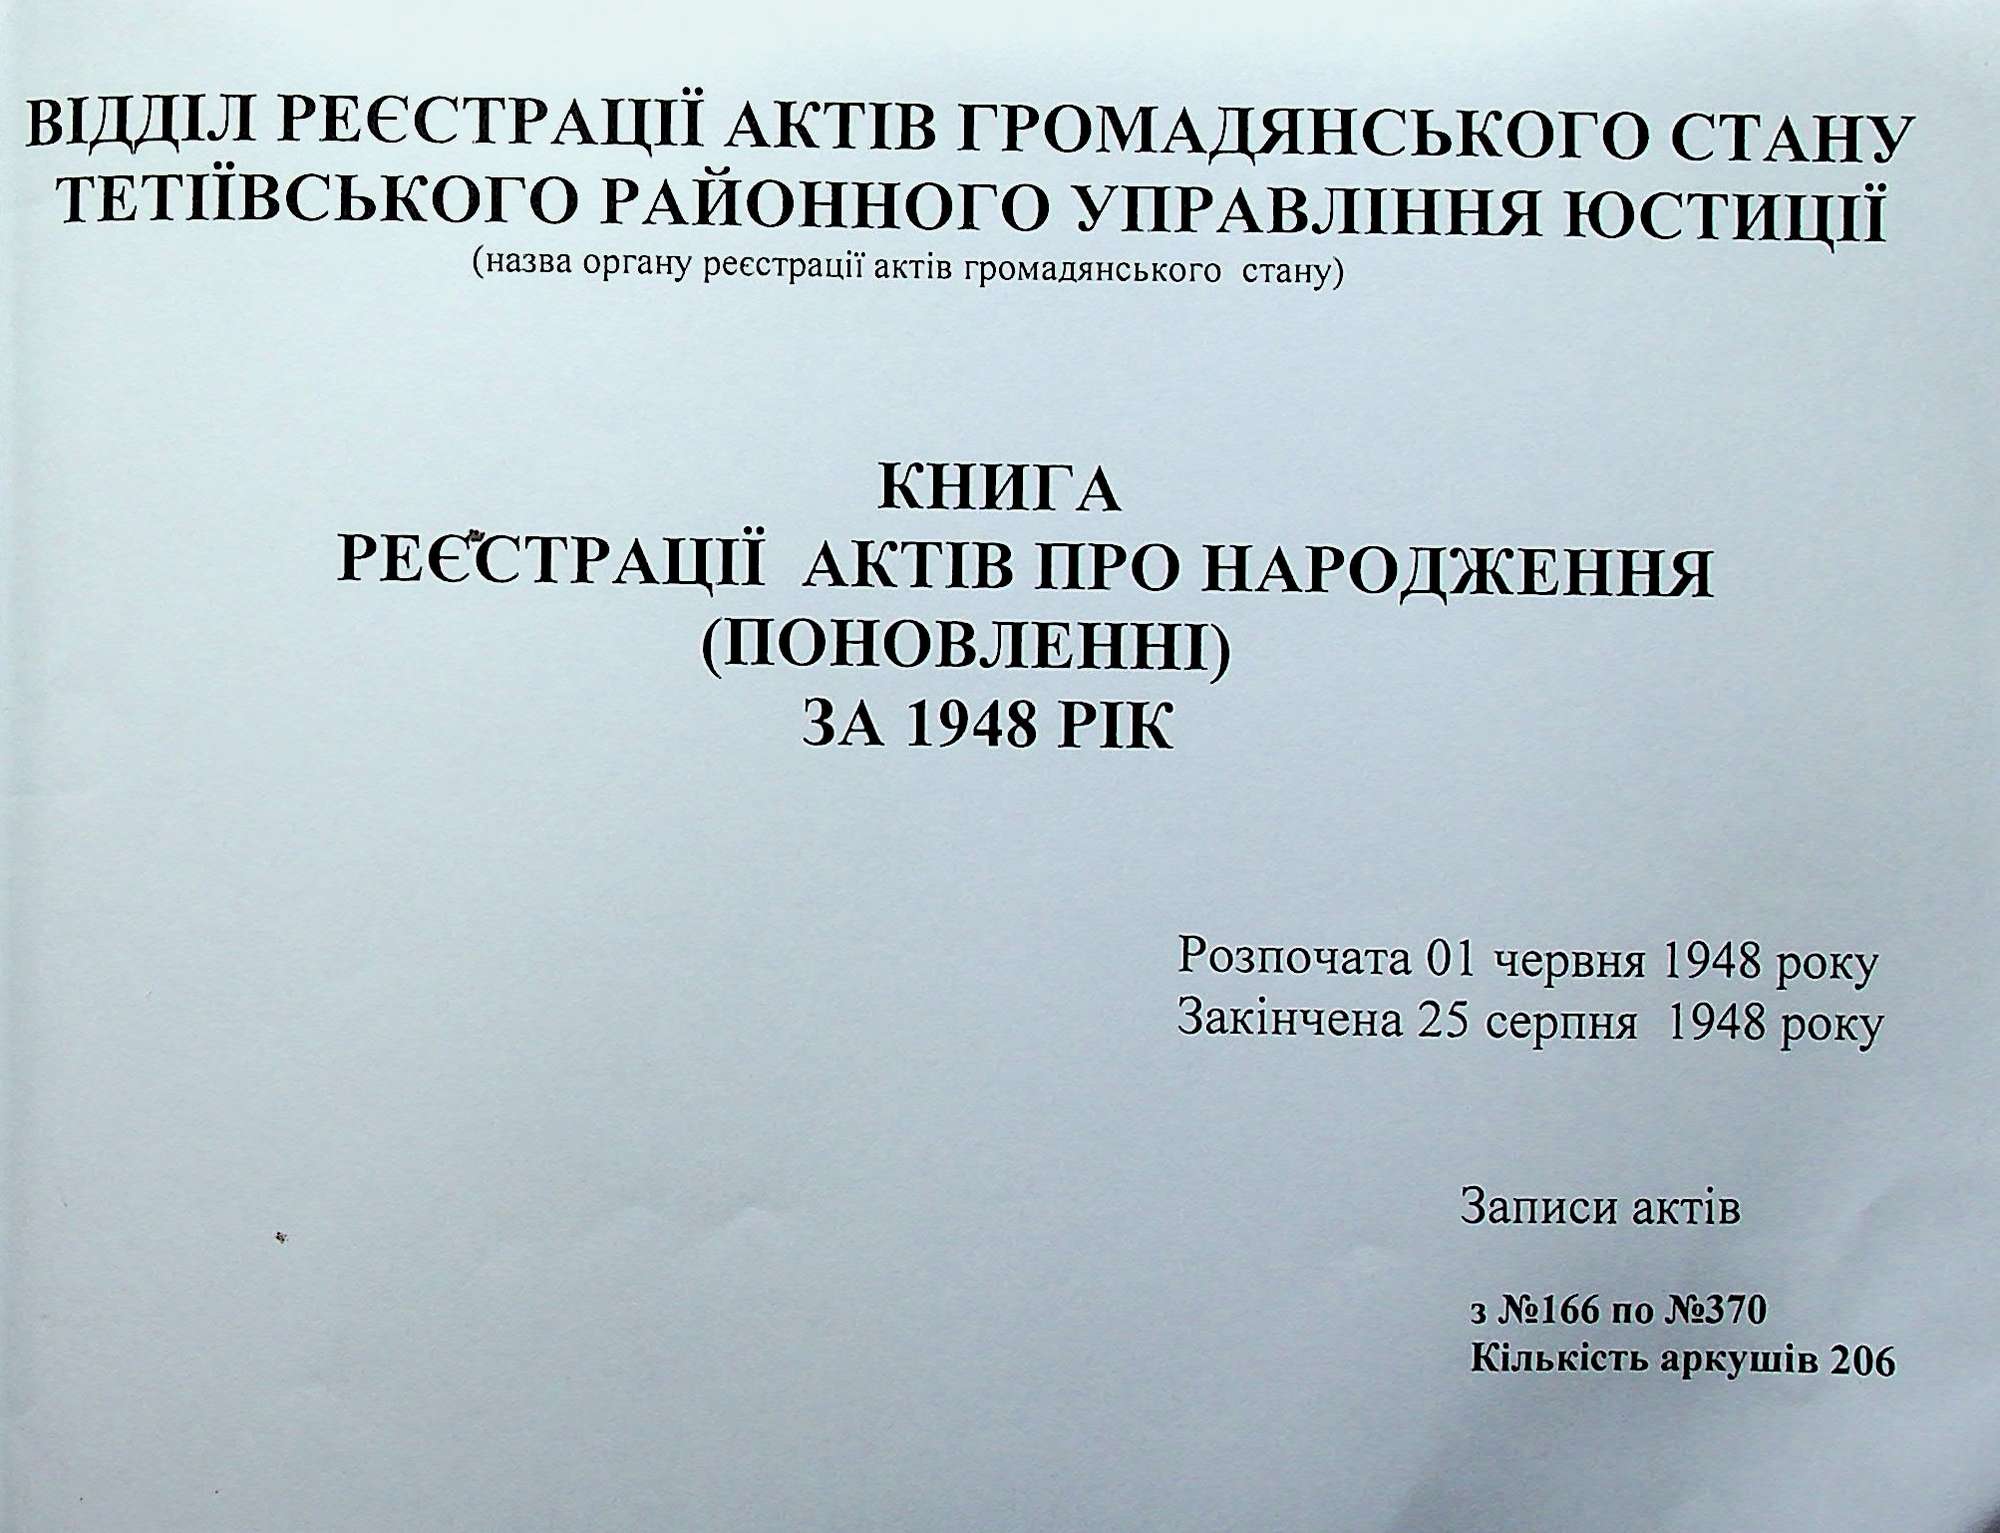 ВІДДІЛ РЕЄСТРАЦІЇ АКТІВ ГРОМАДЯНСЬКОГО СТАНУ
ТЕТІЇВСЬКОГО РАЙОННОГО УПРАВЛІННЯ ЮСТИЦІЇ
(назва органу реєстрації актів громадянського стану)
КНИГА
РЕЄСТРАЦІЇ АКТІВ ПРО НАРОДЖЕННЯ
(ПОНОВЛЕННІ)
ЗА 1948 РІК
Розпочата 01 червня 1948 року
Закінчена 25 серпня 1948 року
Записи актів
з №166 по №370
Кількість аркушів 206